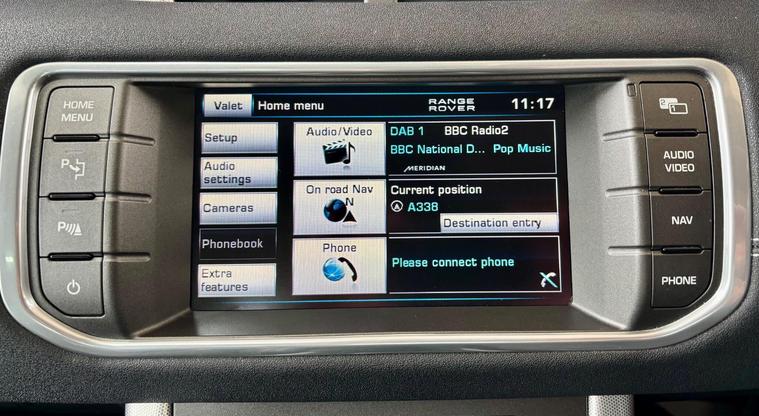 HOME
MENU
P
P
Valet
Home menu
RANGE
ROVER
11:17
Setup
Audio
settings
Cameras
Phonebook
Extra
features
Audio/Video
On road Nav
N
Phone
DAB 1 BBC Radio2
BBC National D... Pop Music
MERIDIAN
Current position
A A338
Destination entry
Please connect phone
2 1
AUDIO
VIDEO
NAV
PHONE